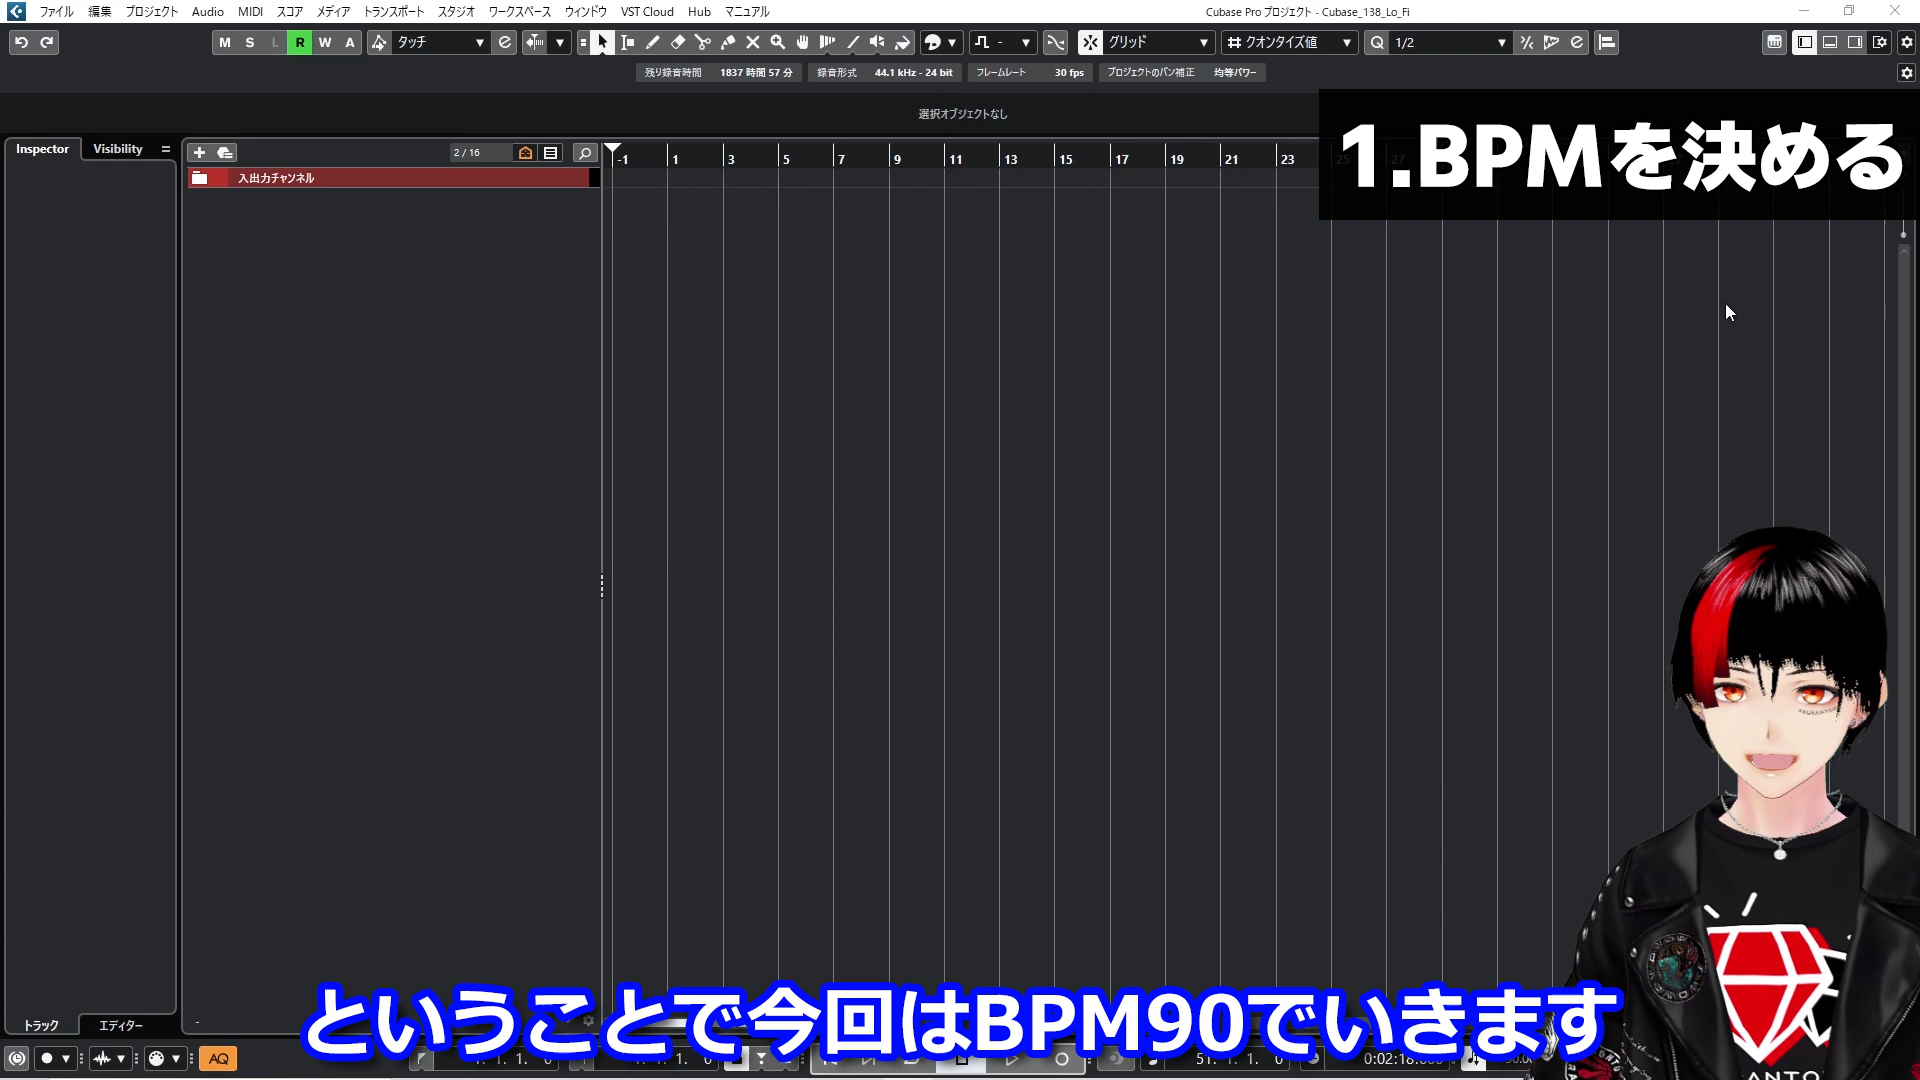 ファイル 編集 プロジェクト Audio MIDI スコア メディア トランスポート スタジオ ワークスペース ウィンドウ VST Cloud Hub マニュアル
Cubase Pro プロジェクト - Cubase_138_Lo_Fi
M S L R W A タッチ グリッド クオンタイズ値 Q 1/2
残り録音時間 1837 時間 57 分 録音形式 44.1 kHz - 24 bit フレームレート 30 fps プロジェクトのパン補正 均等パワー
選択オブジェクトなし
1.BPMを決める
Inspector Visibility
2 / 16
-1 1 3 5 7 9 11 13 15 17 19 21 23 25 27
入出力チャンネル
ということで今回はBPM90でいきます
トラック エディター
AQ
51. 1. 1. 0